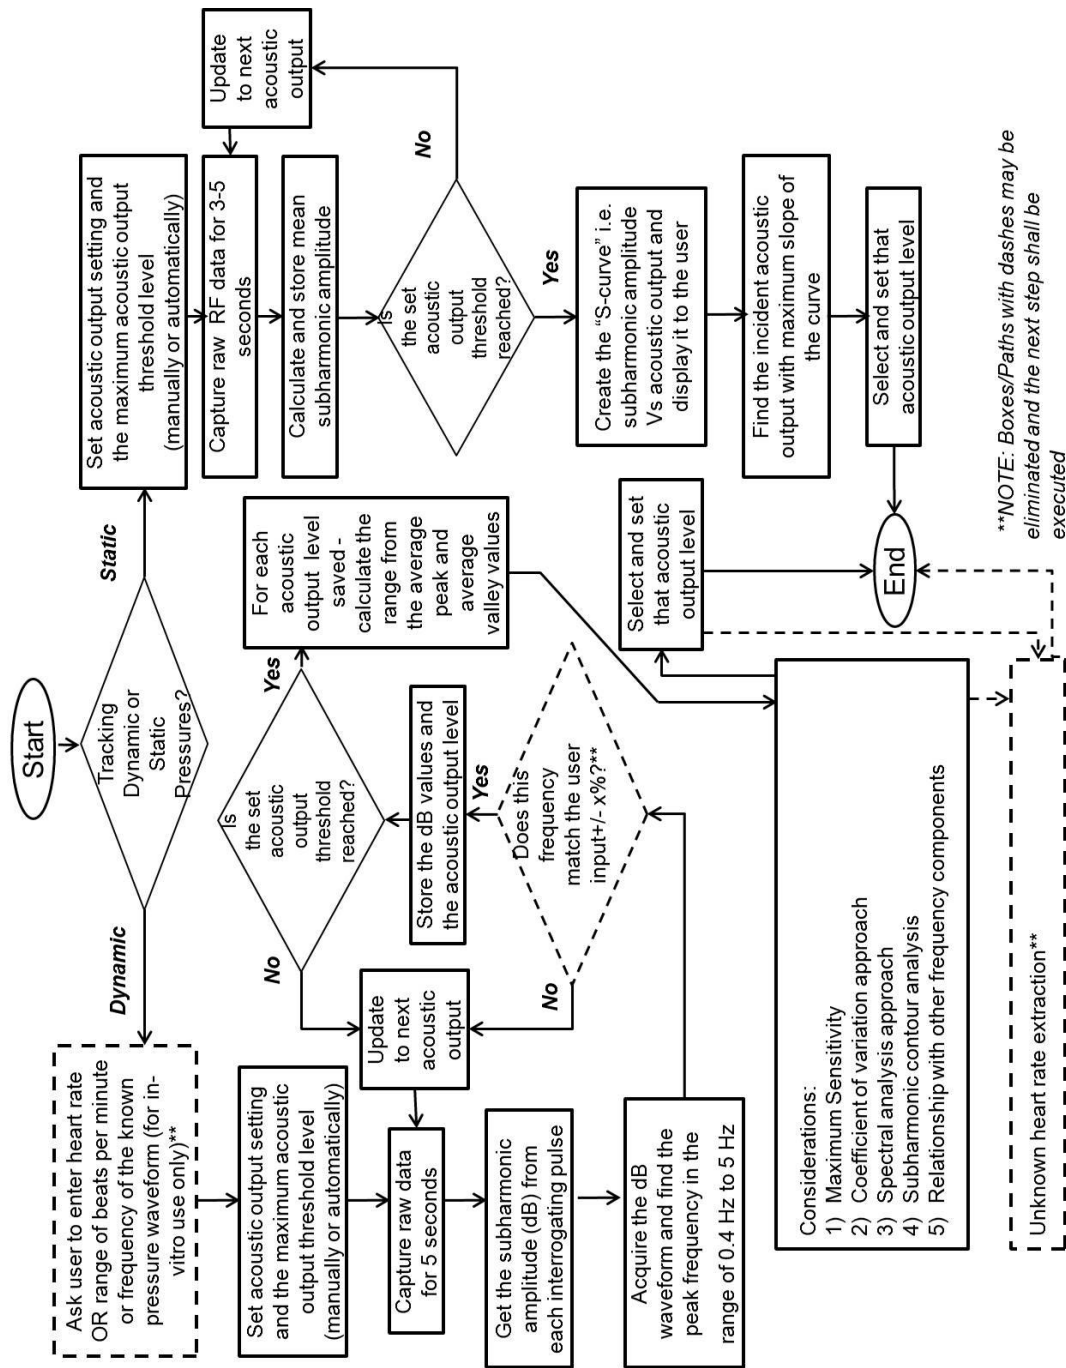 Start
Tracking
Dynamic or
Static
Pressures?
Dynamic
Static
Ask user to enter heart rate
OR range of beats per minute
or frequency of the known
pressure waveform (for in-
vitro use only)**
Set acoustic output setting
and the maximum acoustic
output threshold level
(manually or automatically)
Capture raw data
for 5 seconds
Get the subharmonic
amplitude (dB) from
each interrogating pulse
Acquire the dB
waveform and find the
peak frequency in the
range of 0.4 Hz to 5 Hz
Does this
frequency
match the user
input+/- x%?**
No
Yes
Update
to next
acoustic
output
Store the dB values and
the acoustic output level
Is
the set
acoustic
output
threshold
reached?
No
Yes
For each
acoustic
output level
saved -
calculate the
range from
the average
peak and
average
valley values
Considerations:
1) Maximum Sensitivity
2) Coefficient of variation approach
3) Spectral analysis approach
4) Subharmonic contour analysis
5) Relationship with other frequency components
Unknown heart rate extraction**
Select and set
that acoustic
output level
End
Set acoustic output setting and
the maximum acoustic output
threshold level
(manually or automatically)
Capture raw RF data for 3-5
seconds
Calculate and store mean
subharmonic amplitude
Is
the set
acoustic
output
threshold
reached?
No
Update
to next
acoustic
output
Yes
Create the “S-curve” i.e.
subharmonic amplitude
Vs acoustic output and
display it to the user
Find the incident acoustic
output with maximum slope of
the curve
Select and set that
acoustic output level
**NOTE: Boxes/Paths with dashes may be
eliminated and the next step shall be
executed